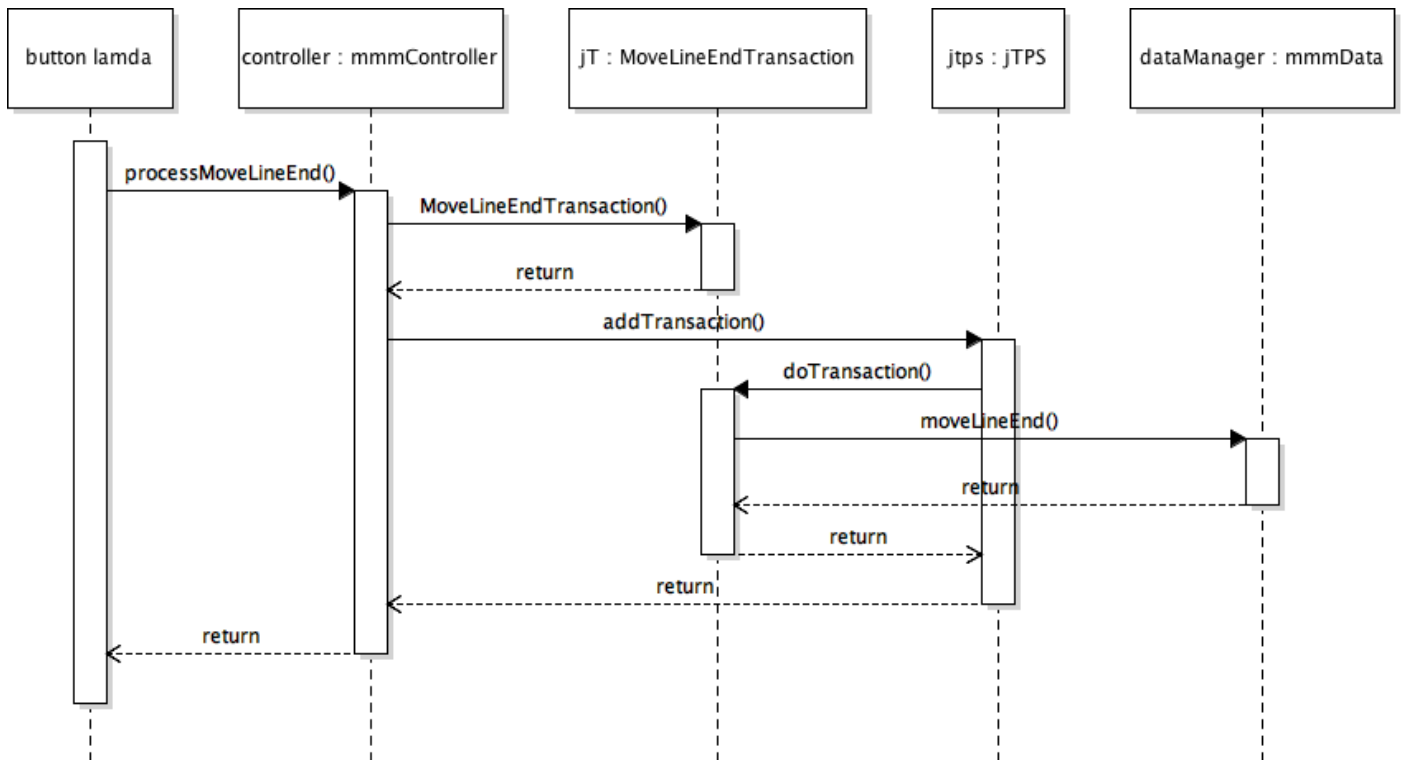 button lamda
controller : mmmController
jT : MoveLineEndTransaction
jtps : jTPS
dataManager : mmmData
processMoveLineEnd()
MoveLineEndTransaction()
return
addTransaction()
doTransaction()
moveLineEnd()
return
return
return
return